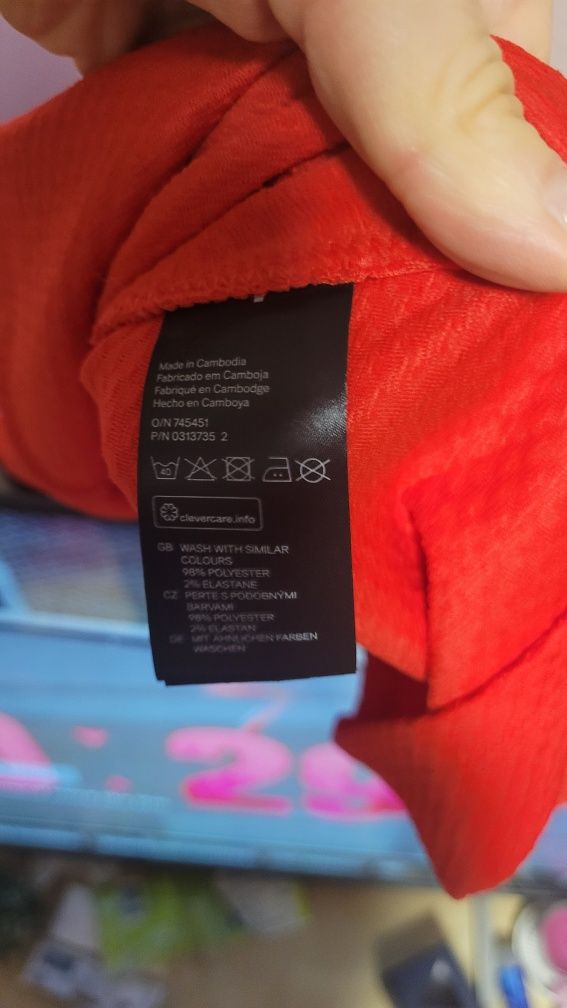 Made in Cambodia
Fabricado em Camboja
Fabriqué en Cambodge
Hecho en Camboya
O/N 745451
P/N 0313735 2
40
clevercare.info
GB WASH WITH SIMILAR
COLOURS
98% POLYESTER
2% ELASTANE
CZ PERTE S PODOBNÝMI
BARVAMI
98% POLYESTER
2% ELASTAN
DE MIT ÄHNLICHEN FARBEN
WASCHEN